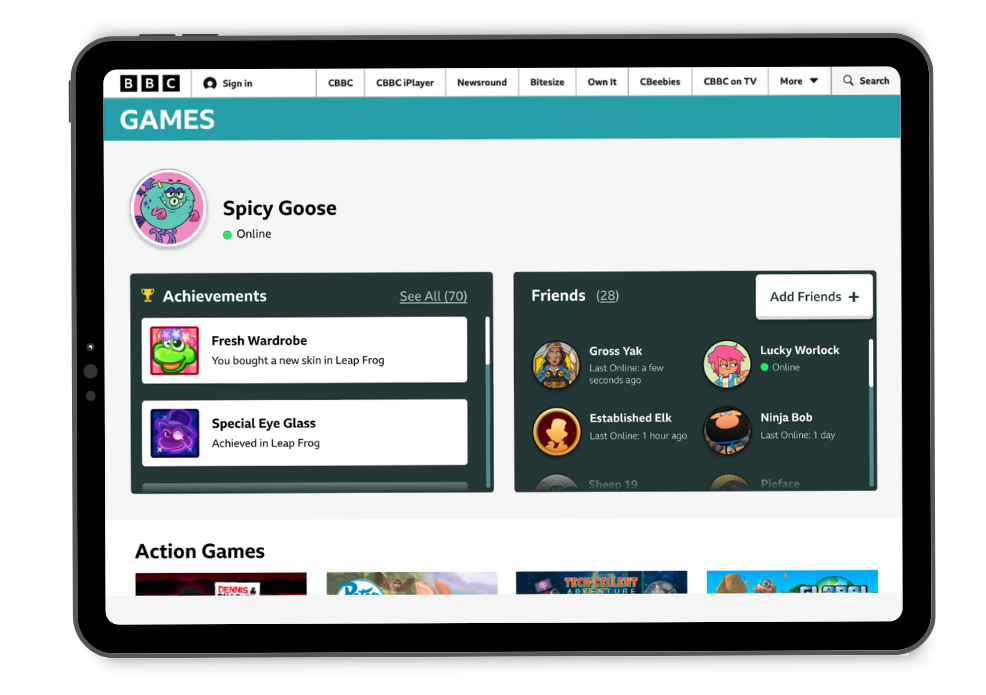 BBC
Sign in
CBBC
CBBC iPlayer
Newsround
Bitesize
Own It
CBeebies
CBBC on TV
More
Search
GAMES
Spicy Goose
Online
Achievements
See All (70)
Fresh Wardrobe
You bought a new skin in Leap Frog
Special Eye Glass
Achieved in Leap Frog
Friends (28)
Add Friends +
Gross Yak
Last Online: a few
seconds ago
Lucky Worlock
Online
Established Elk
Last Online: 1 hour ago
Ninja Bob
Last Online: 1 day
Sheep 19
Pieface
Action Games
DENNIS &
TECH-CELLENT
ADVENTURE